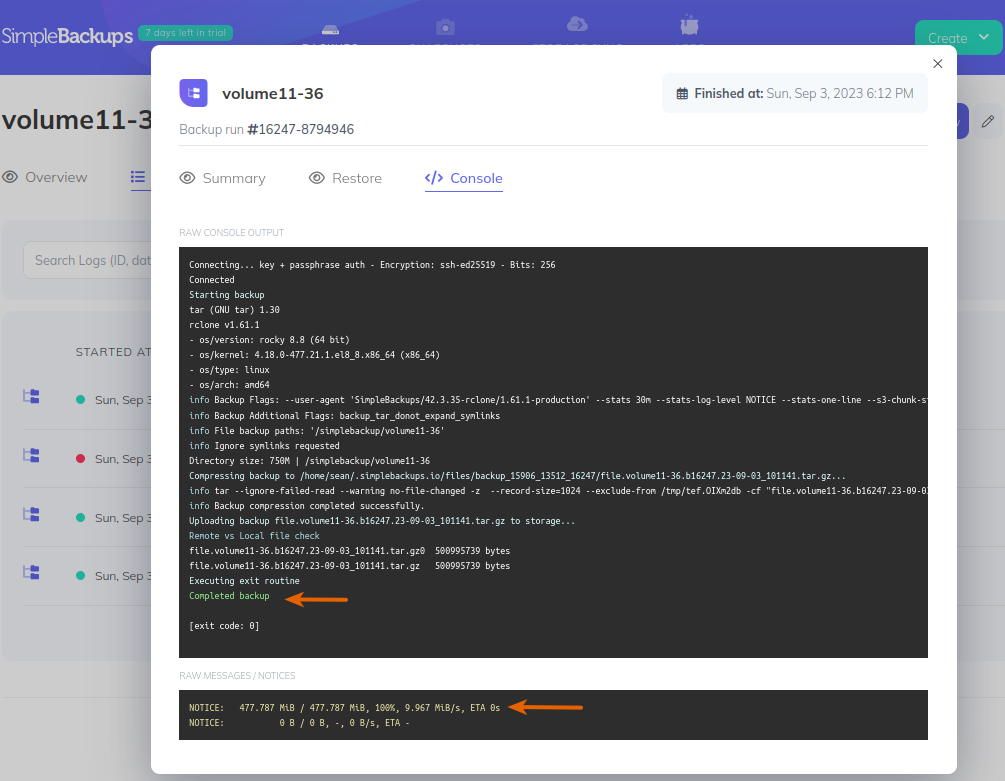 SimpleBackups
7 days left in trial
Create
volume11-3
Overview
Search Logs (ID, dat
STARTED AT
Sun, Sep 3
Sun, Sep 3
Sun, Sep 3
Sun, Sep 3
volume11-36
Finished at: Sun, Sep 3, 2023 6:12 PM
Backup run #16247-8794946
Summary
Restore
</> Console
RAW CONSOLE OUTPUT
Connecting... key + passphrase auth - Encryption: ssh-ed25519 - Bits: 256
Connected
Starting backup
tar (GNU tar) 1.30
rclone v1.61.1
- os/version: rocky 8.8 (64 bit)
- os/kernel: 4.18.0-477.21.1.el8_8.x86_64 (x86_64)
- os/type: linux
- os/arch: amd64
info Backup Flags: --user-agent 'SimpleBackups/42.3.35-rclone/1.61.1-production' --stats 30m --stats-log-level NOTICE --stats-one-line --s3-chunk-s
info Backup Additional Flags: backup_tar_donot_expand_symlinks
info File backup paths: '/simplebackup/volume11-36'
info Ignore symlinks requested
Directory size: 750M | /simplebackup/volume11-36
Compressing backup to /home/sean/.simplebackups.io/files/backup_15906_13512_16247/file.volume11-36.b16247.23-09-03_101141.tar.gz...
info tar --ignore-failed-read --warning no-file-changed -z  --record-size=1024 --exclude-from /tmp/tef.OIXm2db -cf "file.volume11-36.b16247.23-09-0
info Backup compression completed successfully.
Uploading backup file.volume11-36.b16247.23-09-03_101141.tar.gz to storage...
Remote vs Local file check
file.volume11-36.b16247.23-09-03_101141.tar.gz0  500995739 bytes
file.volume11-36.b16247.23-09-03_101141.tar.gz   500995739 bytes
Executing exit routine
Completed backup
[exit code: 0]
RAW MESSAGES / NOTICES
NOTICE:   477.787 MiB / 477.787 MiB, 100%, 9.967 MiB/s, ETA 0s
NOTICE:           0 B / 0 B, -, 0 B/s, ETA -